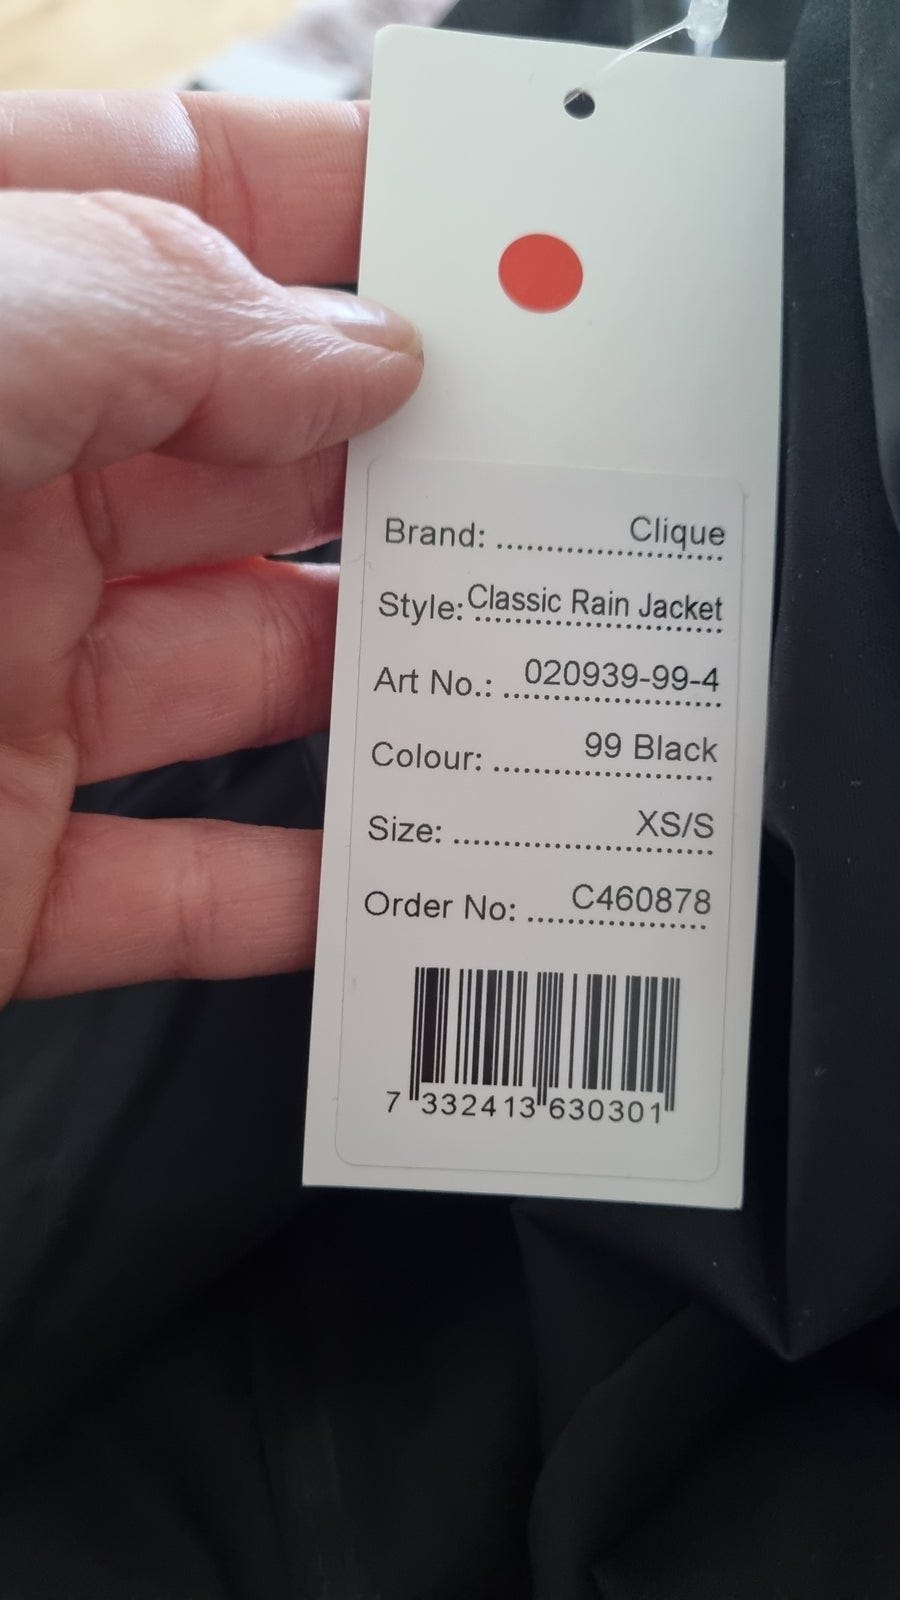 Brand: .......................... Clique
Style: Classic Rain Jacket
Art No.: ......................... 020939-99-4
Colour: ......................... 99 Black
Size: .............................. XS/S
Order No: ..................... C460878
7 332413 630301